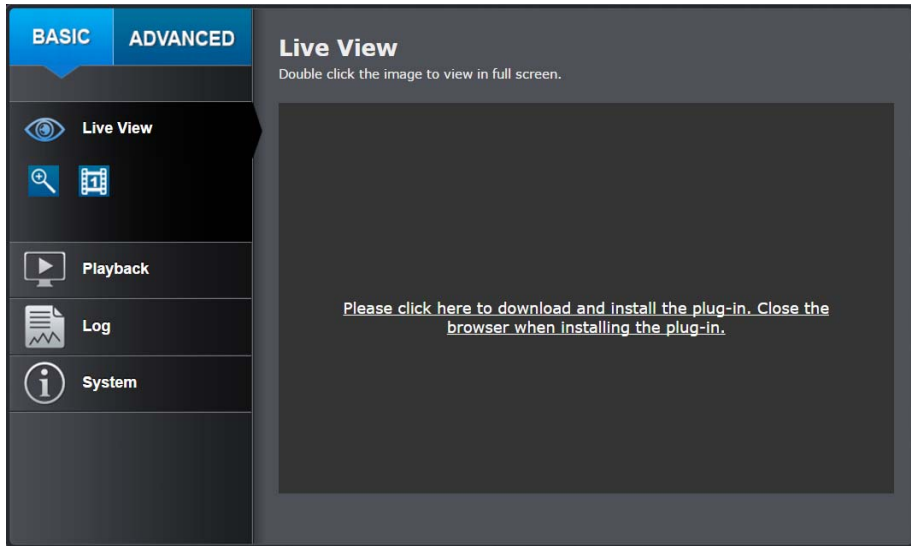 BASIC
ADVANCED
Live View
Double click the image to view in full screen.
Live View
1
Playback
Log
System
Please click here to download and install the plug-in. Close the
browser when installing the plug-in.